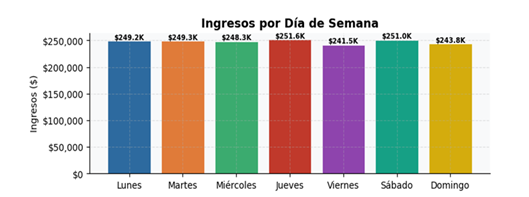 Ingresos por Día de Semana
Ingresos ($)
$250,000
$200,000
$150,000
$100,000
$50,000
$0
$249.2K
$249.3K
$248.3K
$251.6K
$241.5K
$251.0K
$243.8K
Lunes
Martes
Miércoles
Jueves
Viernes
Sábado
Domingo